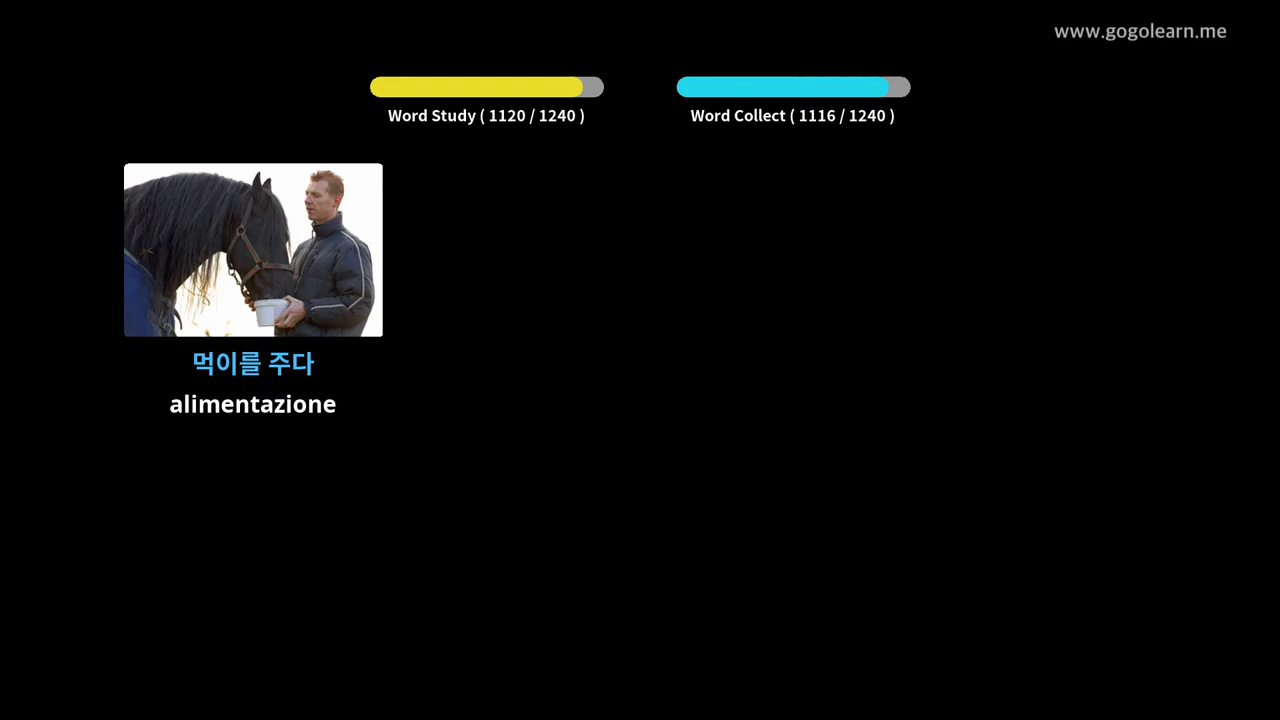 www.gogolearn.me
Word Study ( 1120 / 1240 )
Word Collect ( 1116 / 1240 )
먹이를 주다
alimentazione